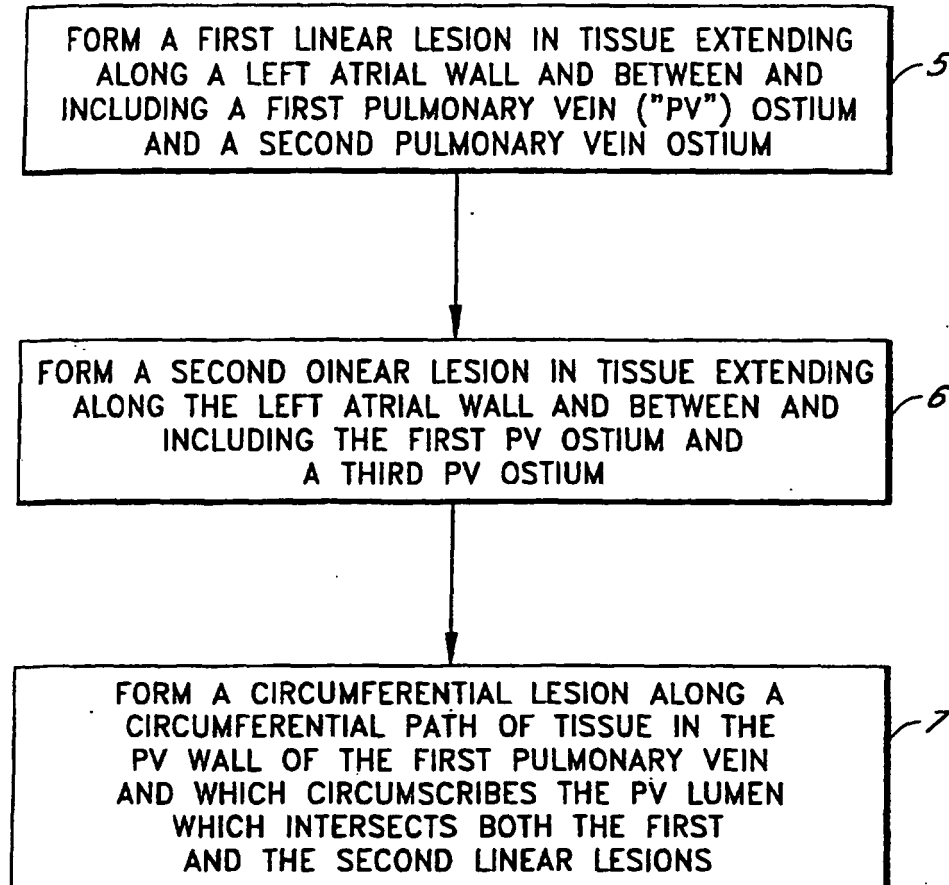 FORM A FIRST LINEAR LESION IN TISSUE EXTENDING
ALONG A LEFT ATRIAL WALL AND BETWEEN AND
INCLUDING A FIRST PULMONARY VEIN ("PV") OSTIUM
AND A SECOND PULMONARY VEIN OSTIUM
5
FORM A SECOND OINEAR LESION IN TISSUE EXTENDING
ALONG THE LEFT ATRIAL WALL AND BETWEEN AND
INCLUDING THE FIRST PV OSTIUM AND
A THIRD PV OSTIUM
6
FORM A CIRCUMFERENTIAL LESION ALONG A
CIRCUMFERENTIAL PATH OF TISSUE IN THE
PV WALL OF THE FIRST PULMONARY VEIN
AND WHICH CIRCUMSCRIBES THE PV LUMEN
WHICH INTERSECTS BOTH THE FIRST
AND THE SECOND LINEAR LESIONS
7